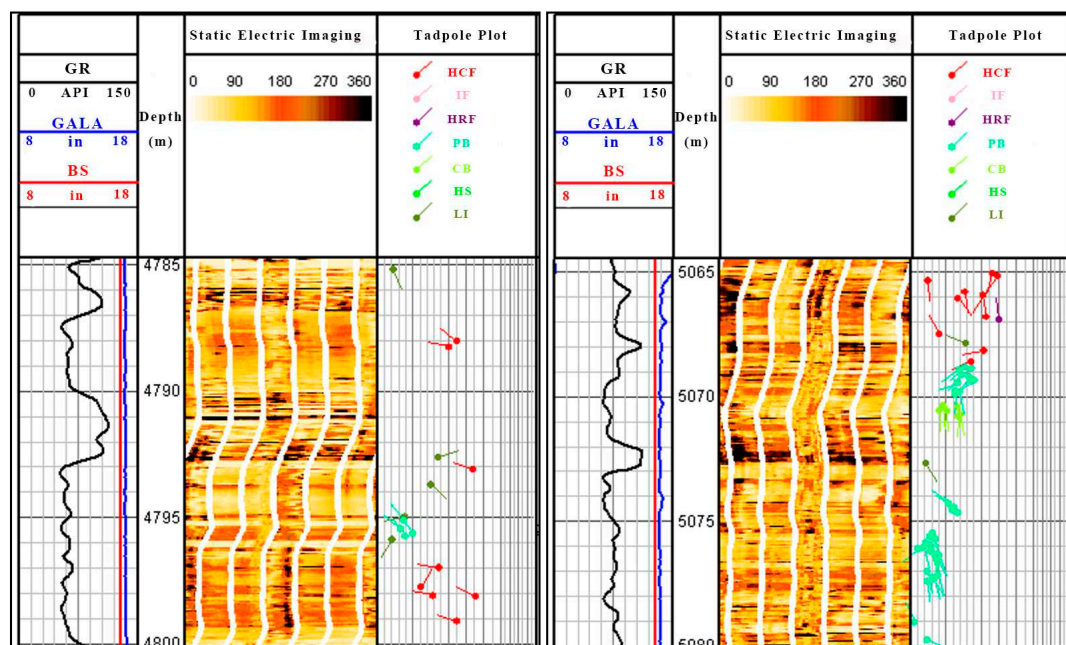 Static Electric Imaging Tadpole Plot
GR
0 API 150
GALA
8 in 18
BS
8 in 18
Depth
(m)
0 90 180 270 360
HCF
IF
HRF
PB
CB
HS
LI
4785
4790
4795
4800
Static Electric Imaging Tadpole Plot
GR
0 API 150
GALA
8 in 18
BS
8 in 18
Depth
(m)
0 90 180 270 360
HCF
IF
HRF
PB
CB
HS
LI
5065
5070
5075
5080